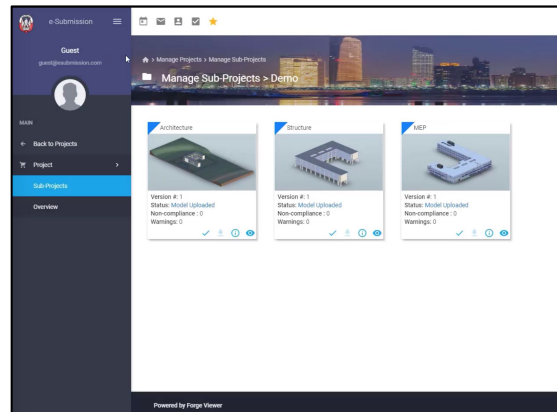 e-Submission
Guest
guest@esubmission.com
MAIN
Back to Projects
Project
Sub-Projects
Overview
> Manage Projects > Manage Sub-Projects
Manage Sub-Projects > Demo
Architecture
Version #: 1
Status: Model Uploaded
Non-compliance : 0
Warnings: 0
Structure
Version #: 1
Status: Model Uploaded
Non-compliance : 0
Warnings: 0
MEP
Version #: 1
Status: Model Uploaded
Non-compliance : 0
Warnings: 0
Powered by Forge Viewer